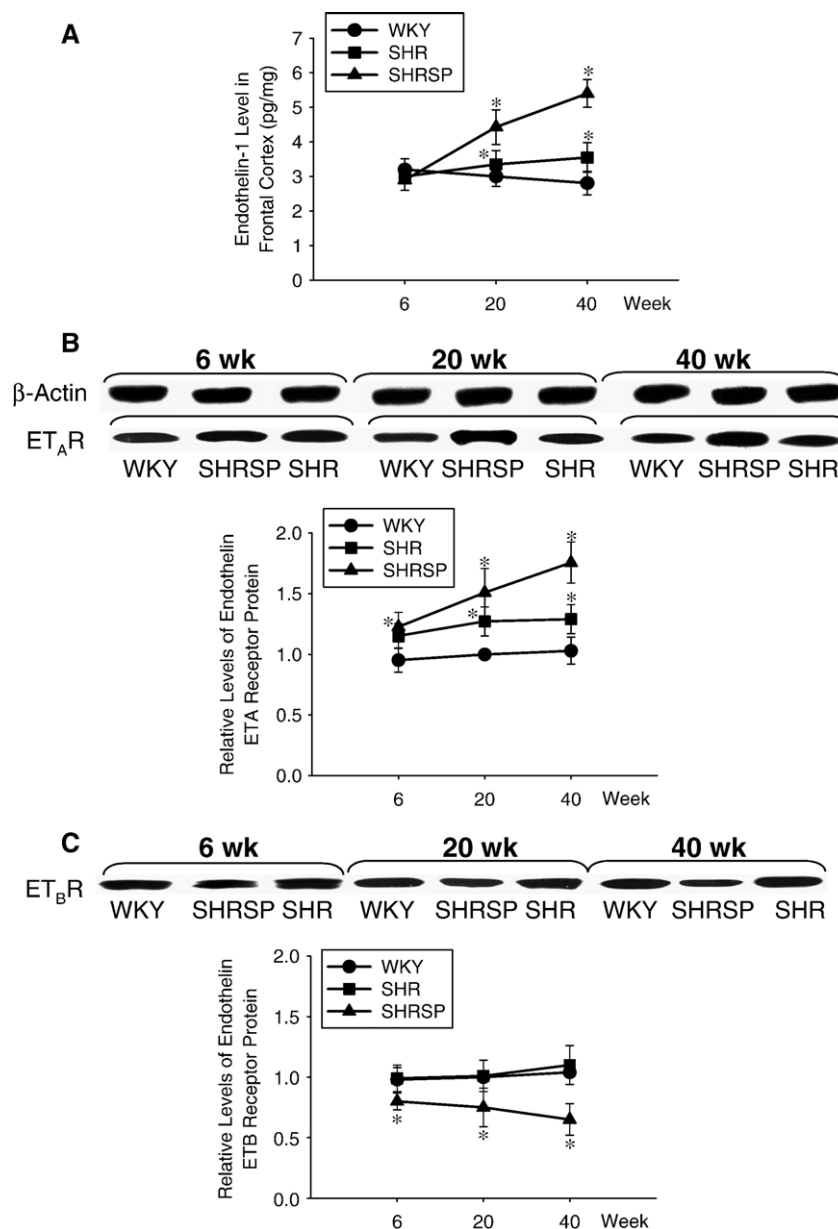 A
WKY
SHR
SHRSP
Endothelin-1 Level in
Frontal Cortex (pg/mg)
7
6
5
4
3
2
1
0
* * * *
6 20 40 Week
B
6 wk 20 wk 40 wk
β-Actin
ETAR
WKY SHRSP SHR WKY SHRSP SHR WKY SHRSP SHR
WKY
SHR
SHRSP
Relative Levels of Endothelin
ETA Receptor Protein
2.0
1.5
1.0
0.5
0.0
* * * * *
6 20 40 Week
C
6 wk 20 wk 40 wk
ETBR
WKY SHRSP SHR WKY SHRSP SHR WKY SHRSP SHR
WKY
SHR
SHRSP
Relative Levels of Endothelin
ETB Receptor Protein
2.0
1.5
1.0
0.5
0.0
* * *
6 20 40 Week